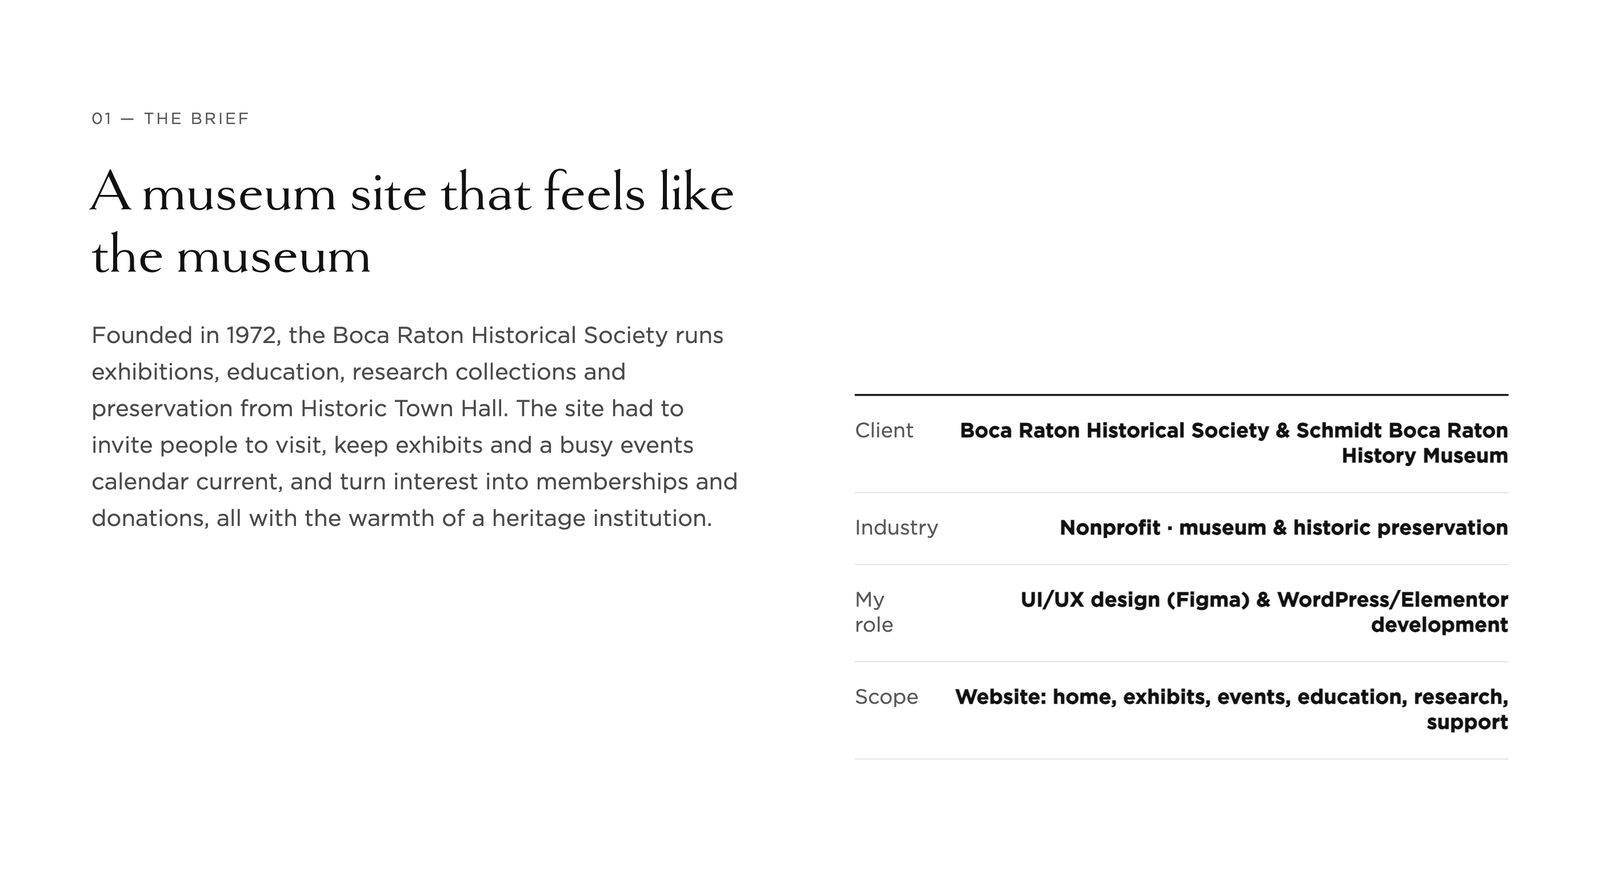 01 — THE BRIEF
A museum site that feels like
the museum
Founded in 1972, the Boca Raton Historical Society runs
exhibitions, education, research collections and
preservation from Historic Town Hall. The site had to
invite people to visit, keep exhibits and a busy events
calendar current, and turn interest into memberships and
donations, all with the warmth of a heritage institution.
Client Boca Raton Historical Society & Schmidt Boca Raton
History Museum
Industry Nonprofit · museum & historic preservation
My UI/UX design (Figma) & WordPress/Elementor
role development
Scope Website: home, exhibits, events, education, research,
support